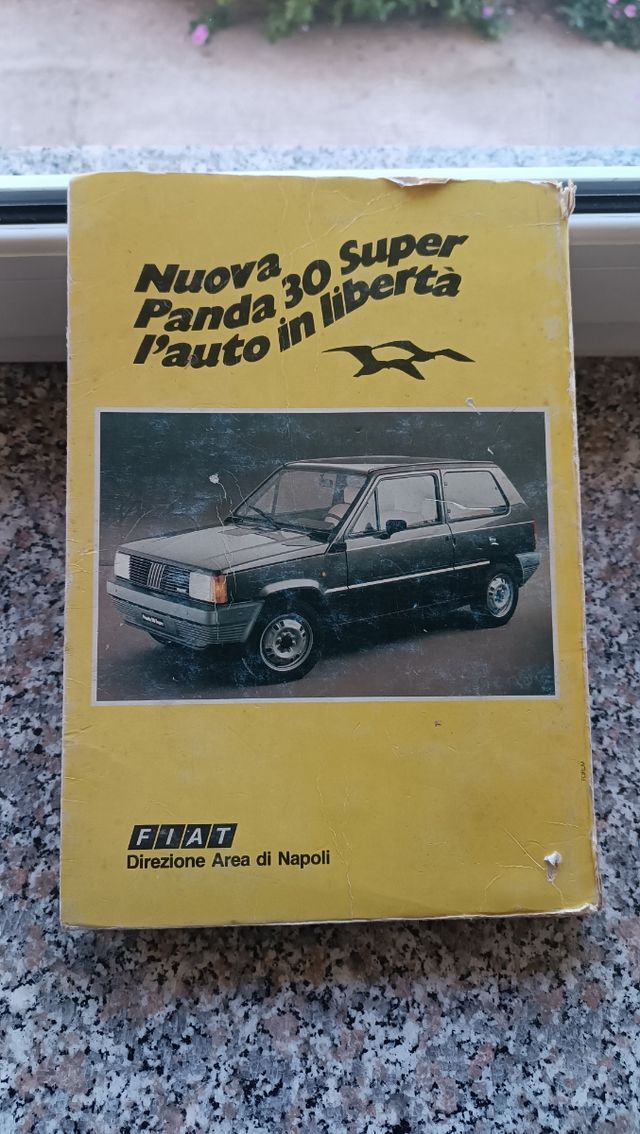 Nuova
Panda 30 Super
l'auto in libertà
FIAT
Direzione Area di Napoli